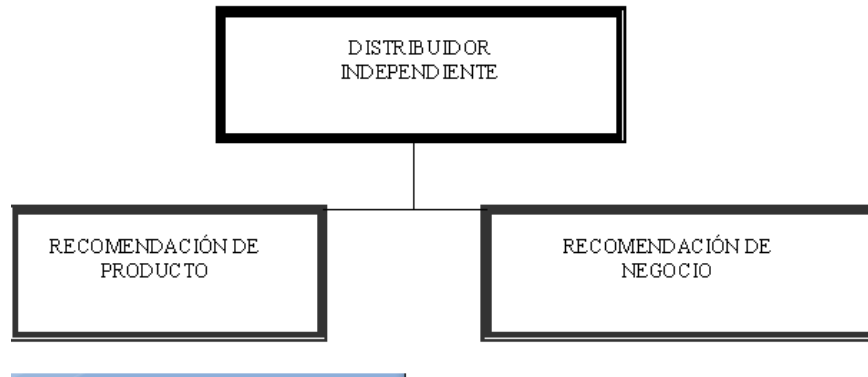 DISTRIBUIDOR
INDEPENDIENTE
RECOMENDACIÓN DE
PRODUCTO
RECOMENDACIÓN DE
NEGOCIO